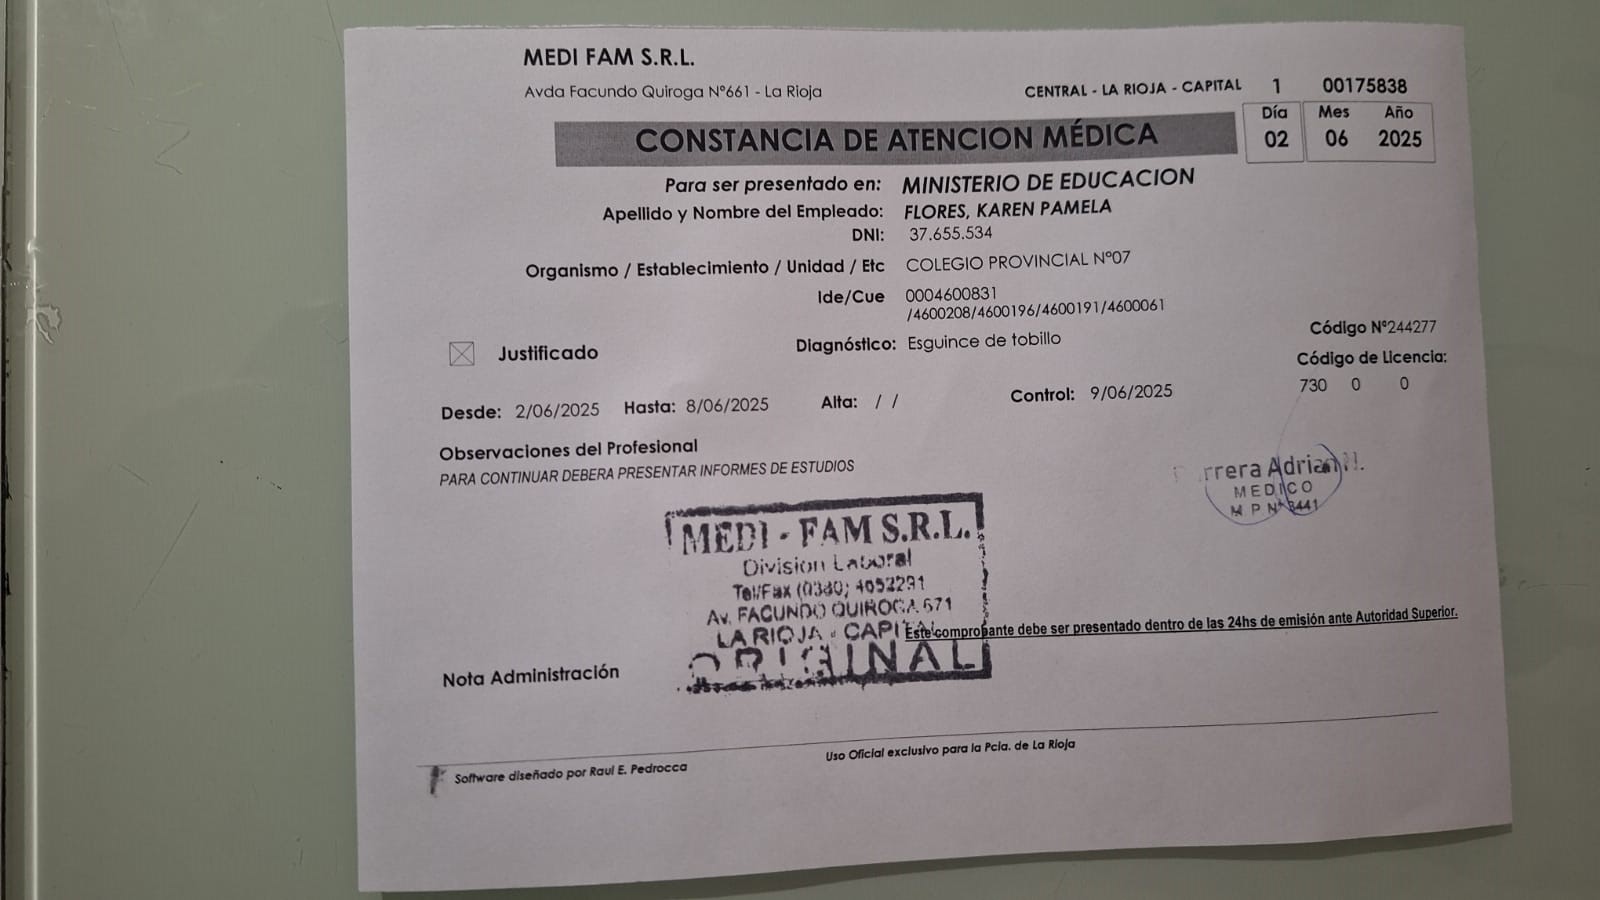 MEDI FAM S.R.L.
Avda Facundo Quiroga Nº661 - La Rioja
CENTRAL - LA RIOJA - CAPITAL 1 00175838
CONSTANCIA DE ATENCION MÉDICA
Día Mes Año
02 06 2025
Para ser presentado en: MINISTERIO DE EDUCACION
Apellido y Nombre del Empleado: FLORES, KAREN PAMELA
DNI: 37.655.534
Organismo / Establecimiento / Unidad / Etc COLEGIO PROVINCIAL Nº07
Ide/Cue 0004600831
/4600208/4600196/4600191/4600061
Código Nº244277
Justificado
Diagnóstico: Esguince de tobillo
Código de Licencia:
730 0 0
Desde: 2/06/2025 Hasta: 8/06/2025 Alta: / / Control: 9/06/2025
Observaciones del Profesional
PARA CONTINUAR DEBERA PRESENTAR INFORMES DE ESTUDIOS
Adrian
MEDICO
M P Nº 3441
MEDI - FAM S.R.L.
Division Laboral
Tel/Fax (0380) 4652291
Av. FACUNDO QUIROGA 671
LA RIOJA - CAPITAL
ORIGINAL
Este comprobante debe ser presentado dentro de las 24hs de emisión ante Autoridad Superior.
Nota Administración
Uso Oficial exclusivo para la Pcia. de La Rioja
Software diseñado por Raul E. Pedrocca